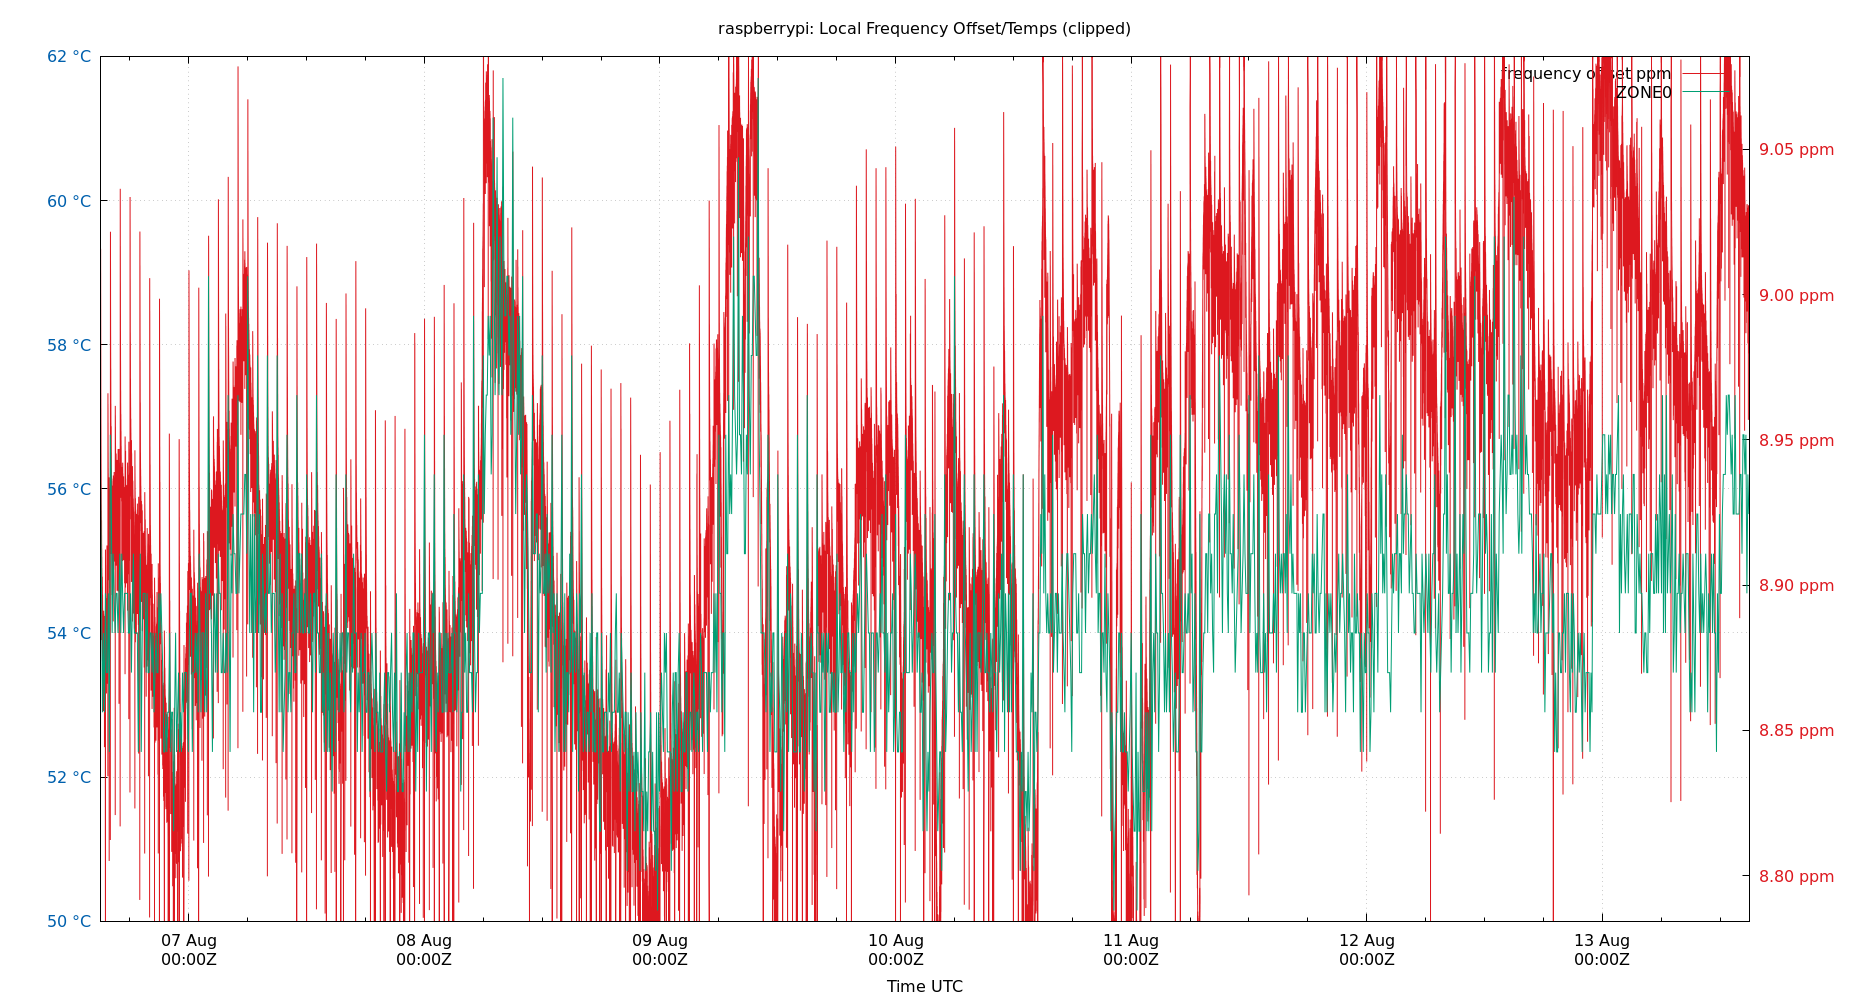 raspberrypi: Local Frequency Offset/Temps (clipped)
62 °C
60 °C
58 °C
56 °C
54 °C
52 °C
50 °C
frequency offset ppm
ZONE0
9.05 ppm
9.00 ppm
8.95 ppm
8.90 ppm
8.85 ppm
8.80 ppm
07 Aug
00:00Z
08 Aug
00:00Z
09 Aug
00:00Z
10 Aug
00:00Z
11 Aug
00:00Z
12 Aug
00:00Z
13 Aug
00:00Z
Time UTC